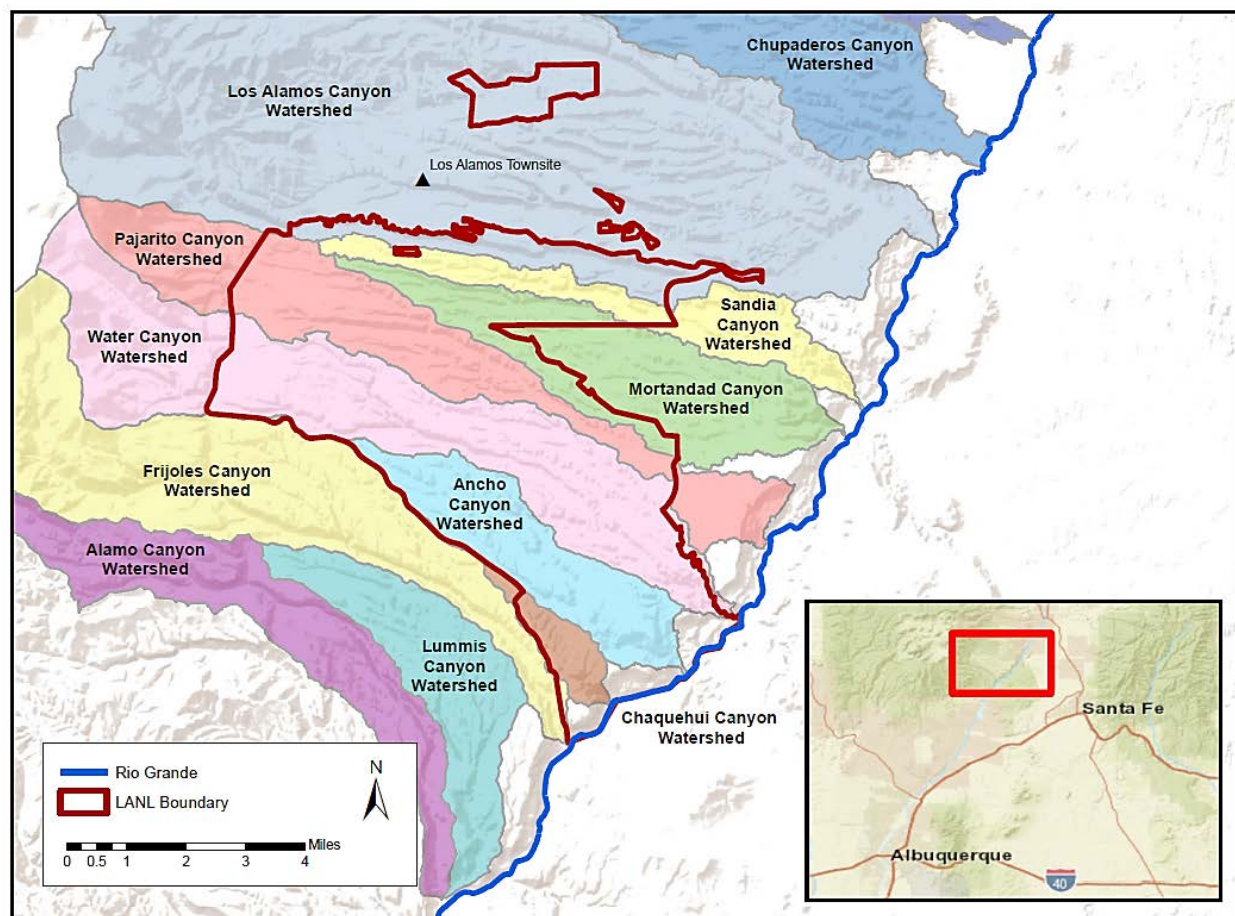 Chupaderos Canyon
Watershed
Los Alamos Canyon
Watershed
Los Alamos Townsite
Pajarito Canyon
Watershed
Sandia
Canyon
Watershed
Water Canyon
Watershed
Mortandad Canyon
Watershed
Frijoles Canyon
Watershed
Ancho
Canyon
Watershed
Alamo Canyon
Watershed
Lummis
Canyon
Watershed
Chaquehui Canyon
Watershed
Rio Grande
LANL Boundary
N
Miles
0 0.5 1 2 3 4
Santa Fe
Albuquerque
40